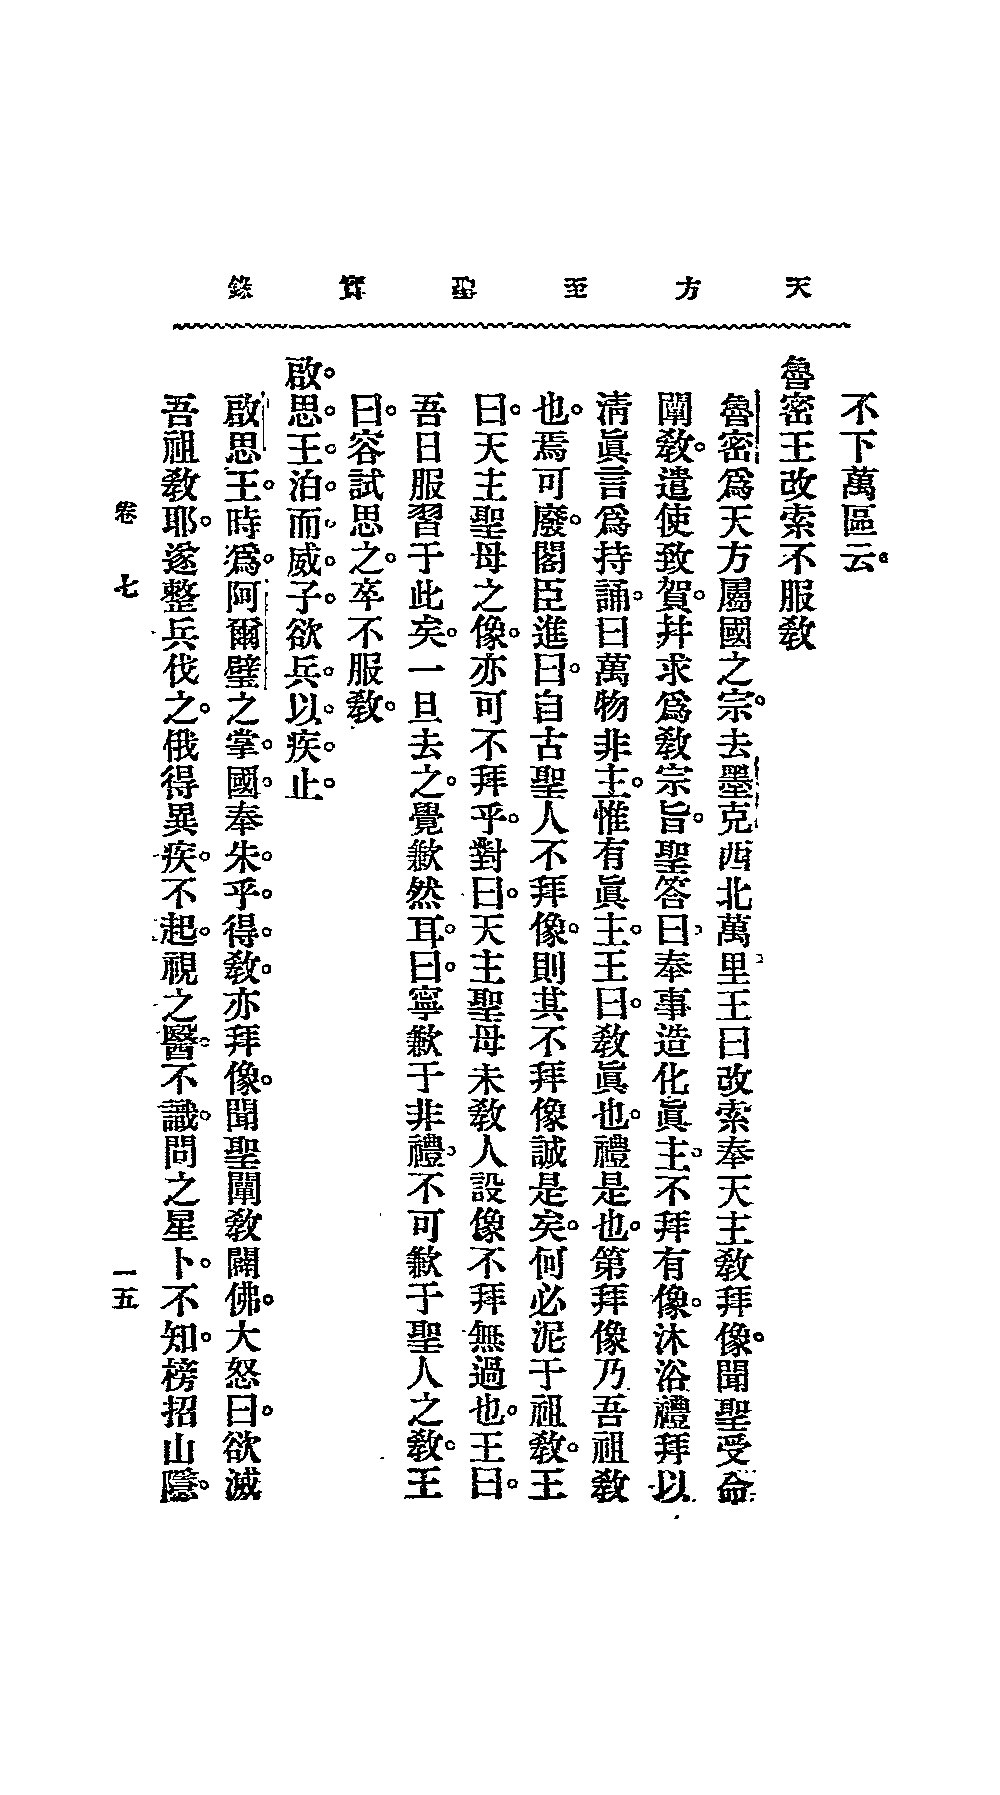 天方至聖實錄
不下萬區云。
魯密王改索不服教
魯密爲天方屬國之宗。去墨克西北萬里王曰改索奉天主教拜像。聞聖受命
闡教。遣使致賀。幷求爲教宗旨。聖答曰、奉事造化眞主、不拜有像。沐浴禮拜以
淸眞言爲持誦。曰萬物非主。惟有眞主。王曰。教眞也。禮是也。第拜像乃吾祖教
也。焉可廢。閣臣進曰。自古聖人不拜像。則其不拜像誠是矣。何必泥于祖教。王
曰。天主聖母之像。亦可不拜乎。對曰。天主聖母未教人設像不拜無過也。王曰。
吾日服習于此矣。一旦去之。覺歉然耳。曰。寧歉于非禮、不可歉于聖人之教。王
曰。容試思之。卒不服教。
啟。思。王。泊。而。威。子。欲兵。以。疾。止。
啟思王。時爲。阿爾璧之掌。國。奉朱。乎。得。教。亦拜像。聞聖闡教闢佛。大怒曰。欲滅
吾祖教耶。遂整兵伐之。俄得異疾。不起。視之醫。不識。問之星卜。不知。榜招山隱。
卷七
一五